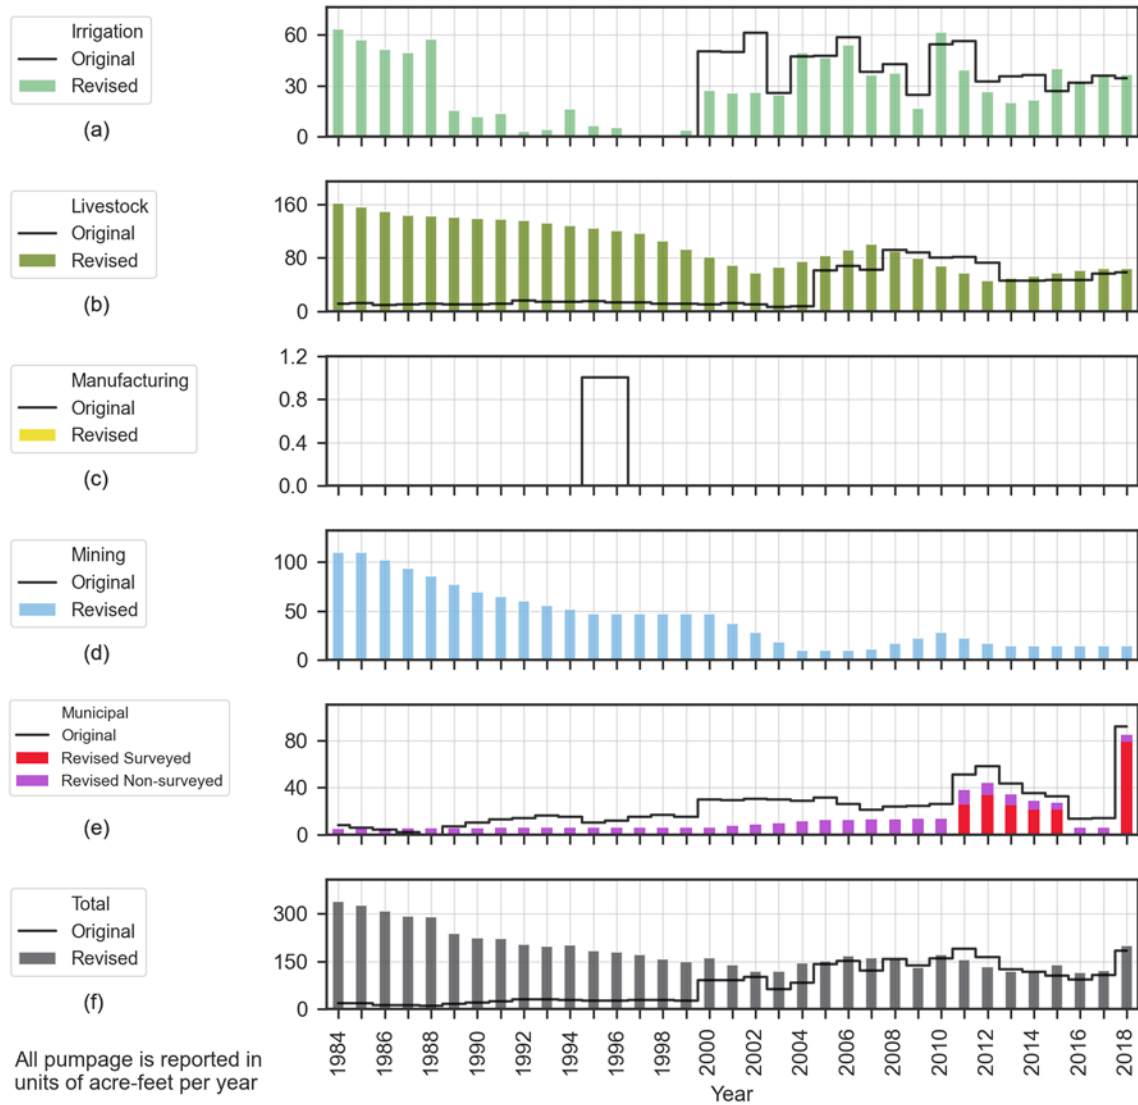 Irrigation
Original
Revised
(a)
60
30
0
Livestock
Original
Revised
(b)
160
80
0
Manufacturing
Original
Revised
(c)
1.2
0.8
0.4
0.0
Mining
Original
Revised
(d)
100
50
0
Municipal
Original
Revised Surveyed
Revised Non-surveyed
(e)
80
40
0
Total
Original
Revised
(f)
300
150
0
1984 1986 1988 1990 1992 1994 1996 1998 2000 2002 2004 2006 2008 2010 2012 2014 2016 2018
Year
All pumpage is reported in
units of acre-feet per year